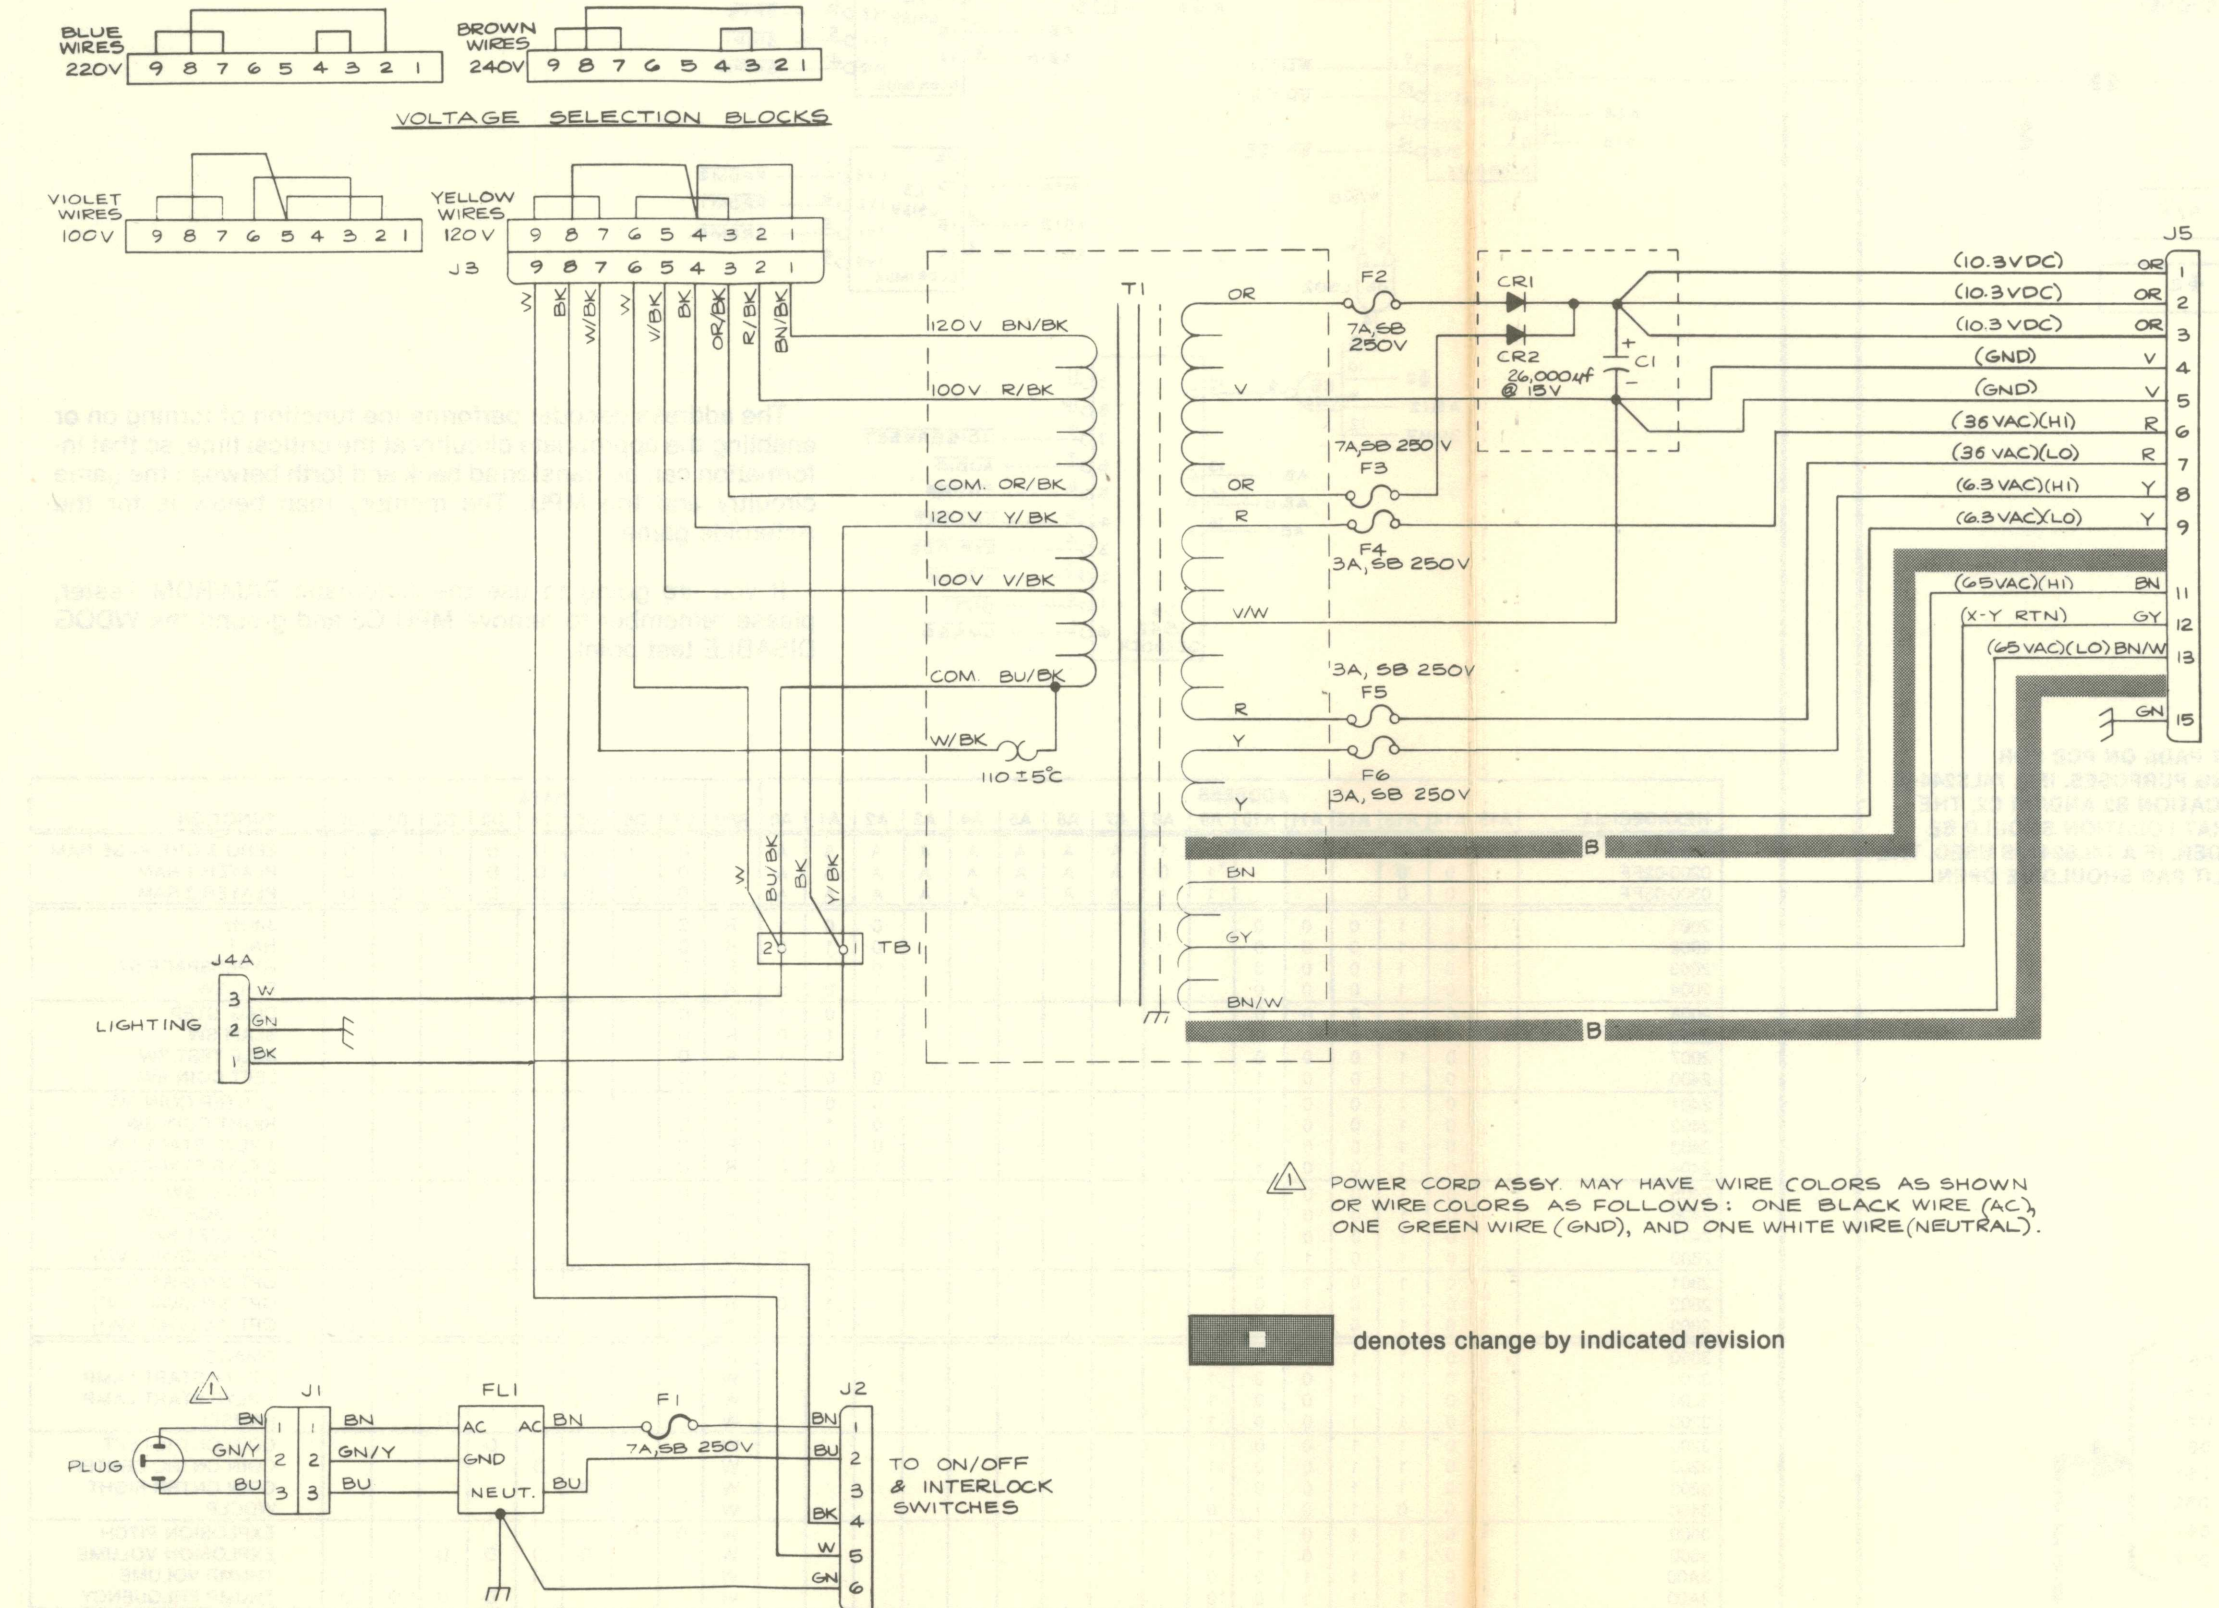 BLUE
WIRES
220V 9 8 7 6 5 4 3 2 1
BROWN
WIRES
240V 9 8 7 6 5 4 3 2 1
VOLTAGE SELECTION BLOCKS
VIOLET
WIRES
100V 9 8 7 6 5 4 3 2 1
YELLOW
WIRES
120V 9 8 7 6 5 4 3 2 1
J3 9 8 7 6 5 4 3 2 1
W BK W/BK W V/BK BK OR/BK R/BK BN/BK
120V BN/BK
100V R/BK
COM. OR/BK
120V Y/BK
100V V/BK
COM. BU/BK
W/BK
110±5°C
T1
OR
V
OR
R
V/W
R
Y
Y
BN
GY
BN/W
F2
7A,SB
250V
7A,SB 250V
F3
F4
3A, SB 250V
3A, SB 250V
F5
F6
3A, SB 250V
CR1
CR2
26,000µf
@ 15V
+
C1
−
J5
(10.3VDC) OR 1
(10.3VDC) OR 2
(10.3VDC) OR 3
(GND) V 4
(GND) V 5
(36VAC)(HI) R 6
(36VAC)(LO) R 7
(6.3VAC)(HI) Y 8
(6.3VAC)(LO) Y 9
(65VAC)(HI) BN 11
(X-Y RTN) GY 12
(65VAC)(LO) BN/W 13
GN 15
B
B
W BU/BK BK Y/BK
2 1 TB1
J4A
LIGHTING
3 W
2 GN
1 BK
1 POWER CORD ASSY. MAY HAVE WIRE COLORS AS SHOWN
OR WIRE COLORS AS FOLLOWS: ONE BLACK WIRE (AC),
ONE GREEN WIRE (GND), AND ONE WHITE WIRE (NEUTRAL).
denotes change by indicated revision
1
J1
FL1
F1
J2
PLUG
BN 1 1 BN AC AC BN
GN/Y 2 2 GN/Y GND
BU 3 3 BU NEUT. BU
7A,SB 250V
BN 1
BU 2
3
BK 4
W 5
GN 6
TO ON/OFF
& INTERLOCK
SWITCHES